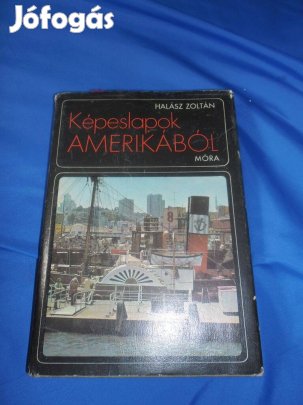 Jófogás
HALÁSZ ZOLTÁN
Képeslapok
AMERIKÁBÓL
MÓRA